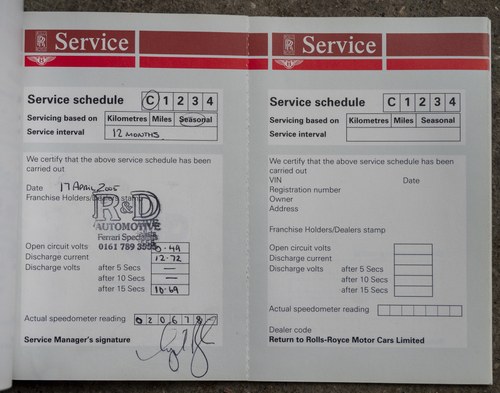 Service
Service schedule C 1 2 3 4
Servicing based on Kilometres Miles Seasonal
Service interval 12 MONTHS
We certify that the above service schedule has been
carried out
Date 17 APRIL 2005
Franchise Holders/Dealers stamp
R&D
AUTOMOTIVE
Ferrari
0161 789
Open circuit volts
Discharge current 12.72
Discharge volts after 5 Secs —
after 10 Secs —
after 15 Secs 10.69
Actual speedometer reading 0 2 0 6 7 8
Service Manager's signature
Service
Service schedule C 1 2 3 4
Servicing based on Kilometres Miles Seasonal
Service interval
We certify that the above service schedule has been
carried out
VIN Date
Registration number
Owner
Address
Franchise Holders/Dealers stamp
Open circuit volts
Discharge current
Discharge volts after 5 Secs
after 10 Secs
after 15 Secs
Actual speedometer reading
Dealer code
Return to Rolls-Royce Motor Cars Limited